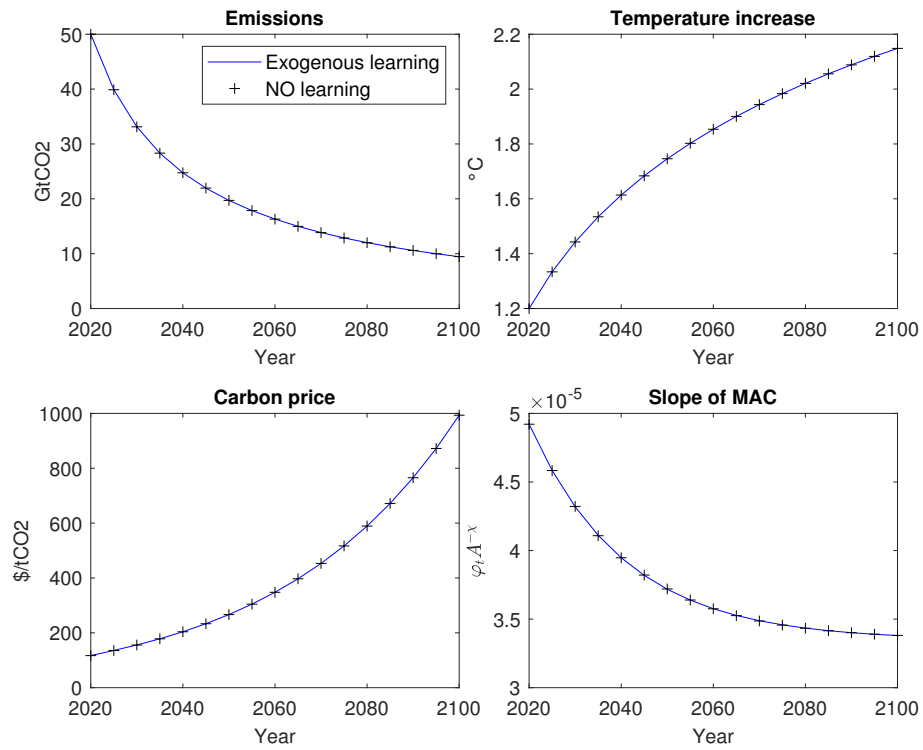 Emissions
50
40
30
20
10
0
GtCO2
2020 2040 2060 2080 2100
Year
Exogenous learning
NO learning
Temperature increase
2.2
2
1.8
1.6
1.4
1.2
°C
2020 2040 2060 2080 2100
Year
Carbon price
1000
800
600
400
200
0
$/tCO2
2020 2040 2060 2080 2100
Year
Slope of MAC
×10⁻⁵
5
4.5
4
3.5
3
φₜA^{-χ}
2020 2040 2060 2080 2100
Year